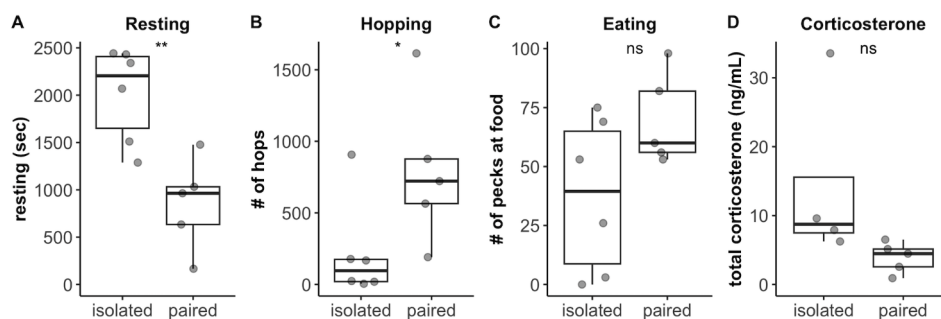 A Resting
**
resting (sec)
2500
2000
1500
1000
500
0
isolated paired
B Hopping
*
# of hops
1500
1000
500
0
isolated paired
C Eating
ns
# of pecks at food
100
75
50
25
0
isolated paired
D Corticosterone
ns
total corticosterone (ng/mL)
30
20
10
0
isolated paired